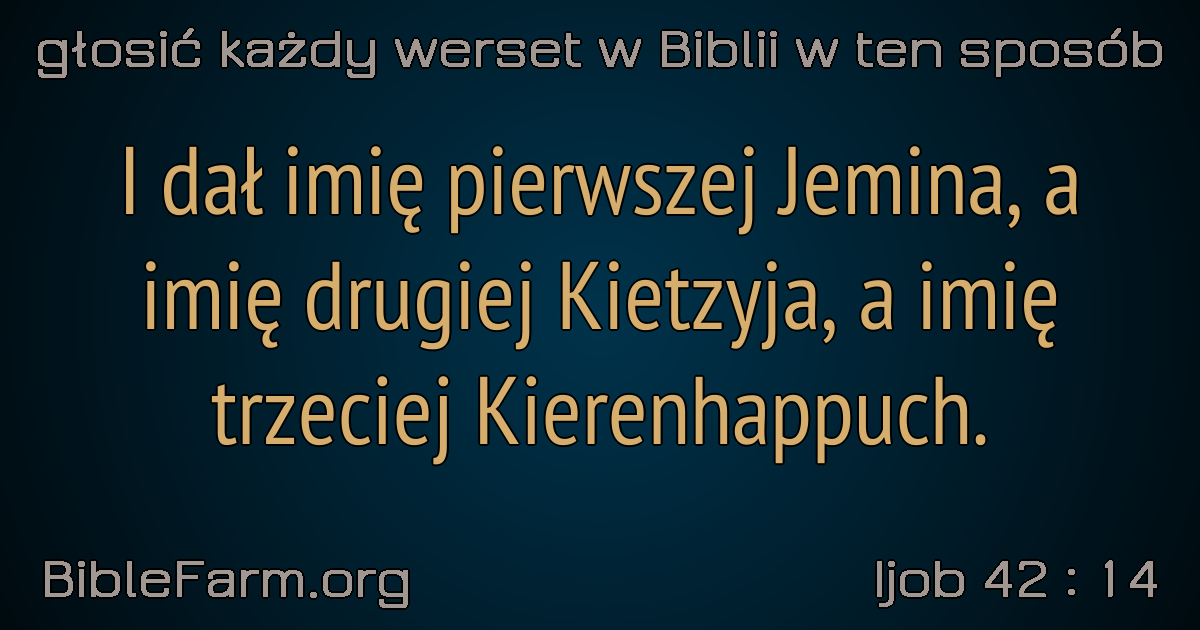 głosić każdy werset w Biblii w ten sposób
I dał imię pierwszej Jemina, a
imię drugiej Kietzyja, a imię
trzeciej Kierenhappuch.
BibleFarm.org
Ijob 42 : 14